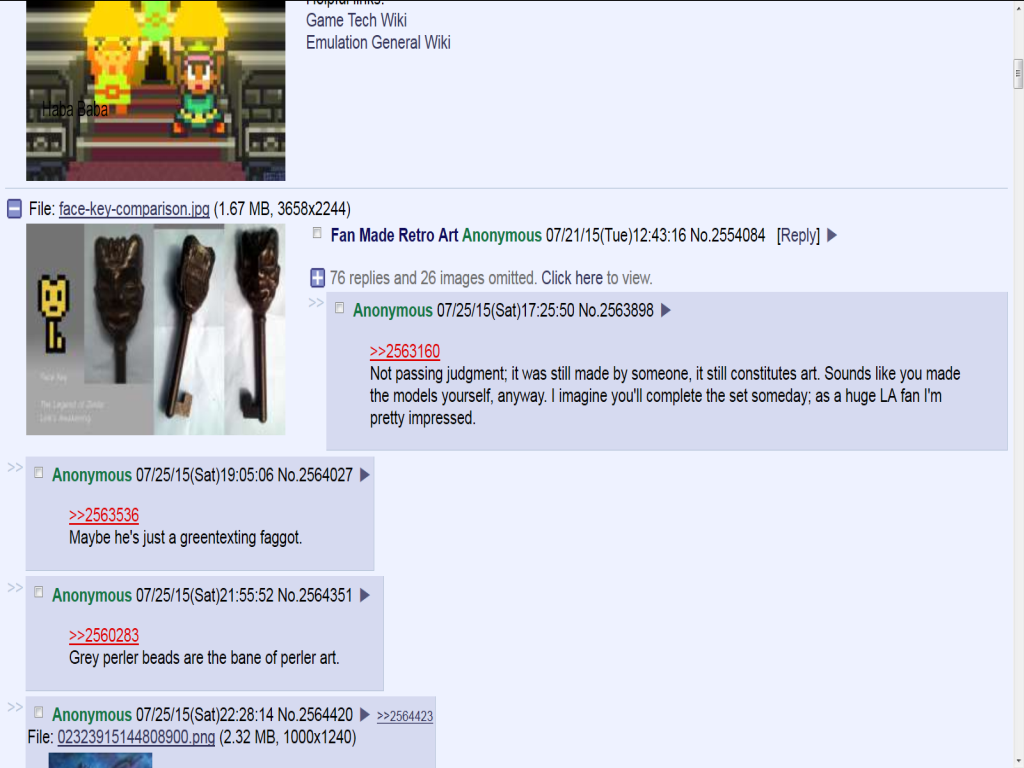 Helpful links:
Game Tech Wiki
Emulation General Wiki
Haba Baba
File: face-key-comparison.jpg (1.67 MB, 3658x2244)
Fan Made Retro Art Anonymous 07/21/15(Tue)12:43:16 No.2554084 [Reply] ▶
76 replies and 26 images omitted. Click here to view.
>> Anonymous 07/25/15(Sat)17:25:50 No.2563898 ▶
>>2563160
Not passing judgment; it was still made by someone, it still constitutes art. Sounds like you made
the models yourself, anyway. I imagine you'll complete the set someday; as a huge LA fan I'm
pretty impressed.
Face Key
The Legend of Zelda
Link's Awakening
>> Anonymous 07/25/15(Sat)19:05:06 No.2564027 ▶
>>2563536
Maybe he's just a greentexting faggot.
>> Anonymous 07/25/15(Sat)21:55:52 No.2564351 ▶
>>2560283
Grey perler beads are the bane of perler art.
>> Anonymous 07/25/15(Sat)22:28:14 No.2564420 ▶ >>2564423
File: 02323915144808900.png (2.32 MB, 1000x1240)